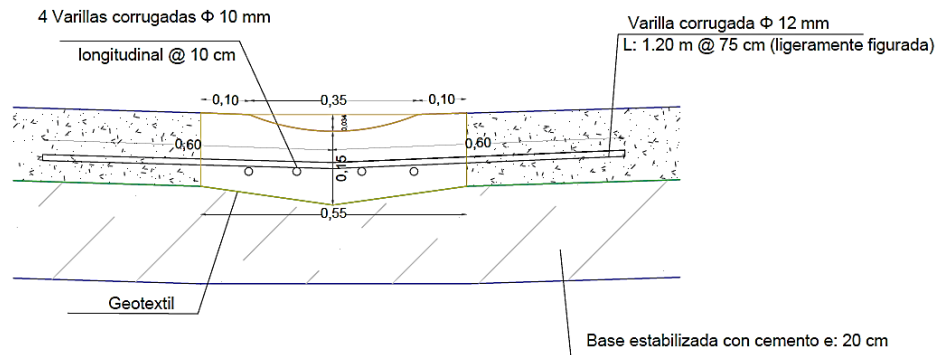 4 Varillas corrugadas Φ 10 mm
longitudinal @ 10 cm
Varilla corrugada Φ 12 mm
L: 1.20 m @ 75 cm (ligeramente figurada)
0,10
0,35
0,10
0.034
0,60
0,60
0,15
0,55
Geotextil
Base estabilizada con cemento e: 20 cm